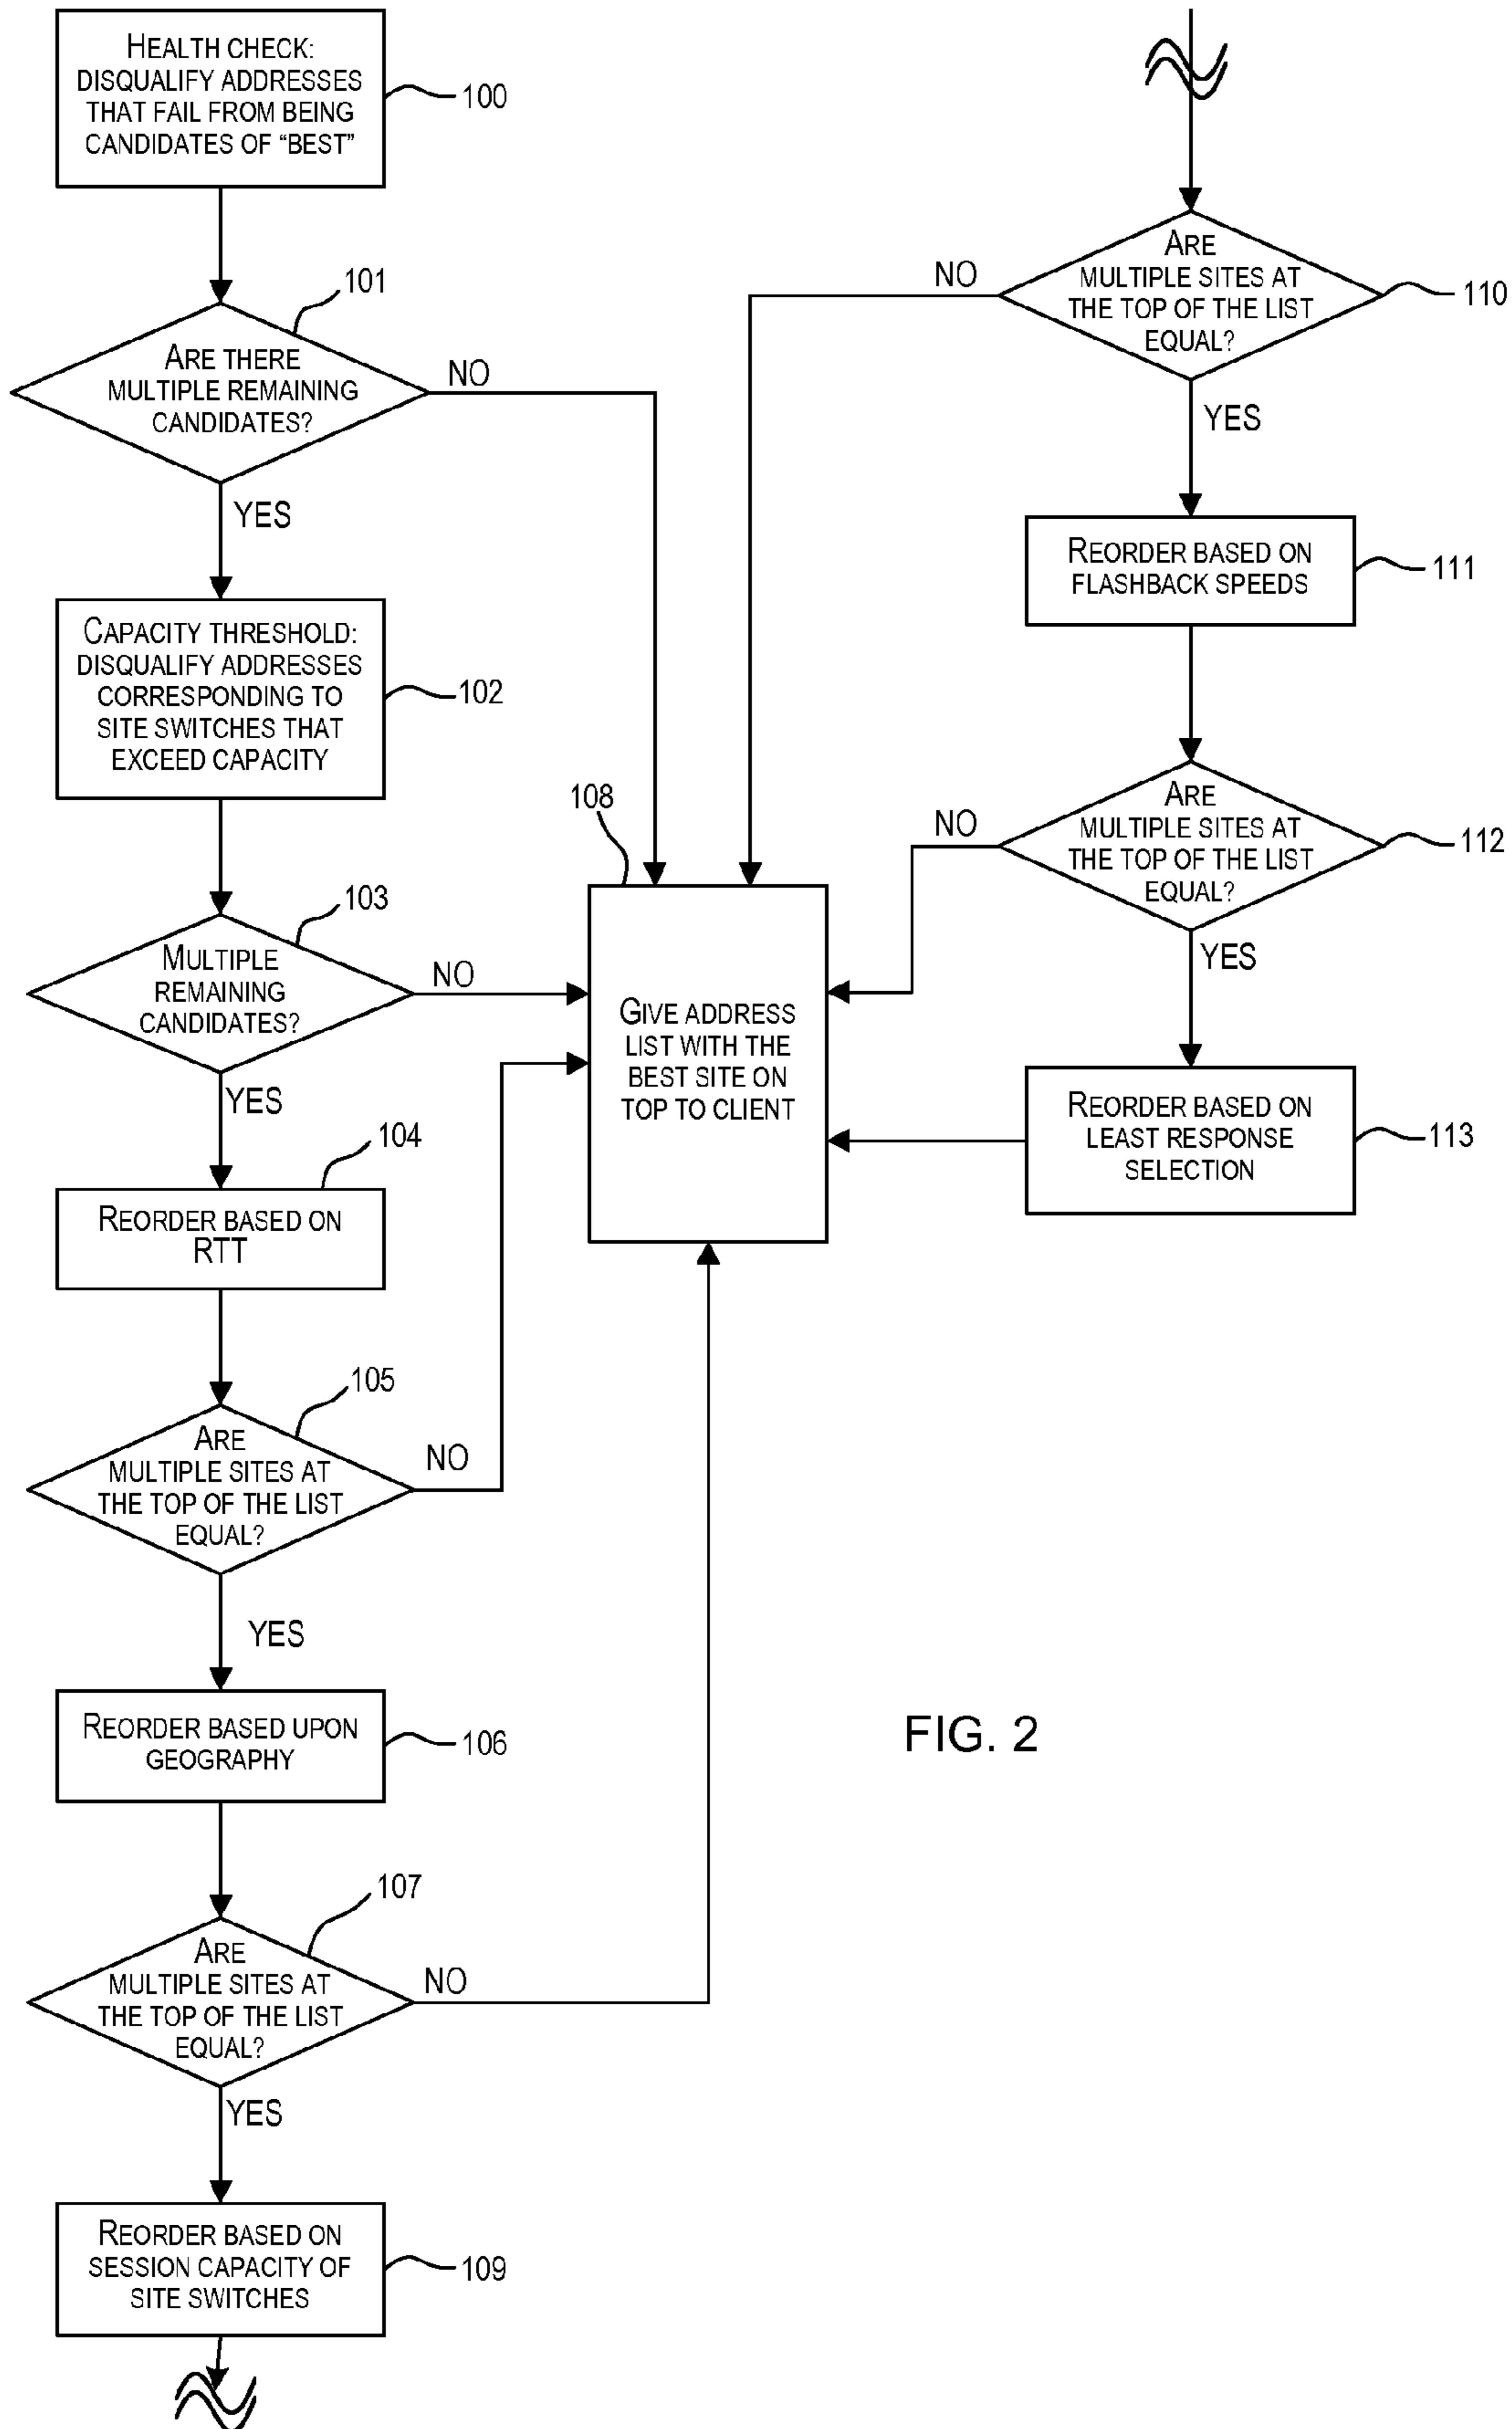 HEALTH CHECK:
DISQUALIFY ADDRESSES
THAT FAIL FROM BEING
CANDIDATES OF “BEST”
100
101
ARE THERE
MULTIPLE REMAINING
CANDIDATES?
NO
YES
CAPACITY THRESHOLD:
DISQUALIFY ADDRESSES
CORRESPONDING TO
SITE SWITCHES THAT
EXCEED CAPACITY
102
103
MULTIPLE
REMAINING
CANDIDATES?
NO
YES
104
REORDER BASED ON
RTT
105
ARE
MULTIPLE SITES AT
THE TOP OF THE LIST
EQUAL?
NO
YES
REORDER BASED UPON
GEOGRAPHY
106
107
ARE
MULTIPLE SITES AT
THE TOP OF THE LIST
EQUAL?
NO
YES
REORDER BASED ON
SESSION CAPACITY OF
SITE SWITCHES
109
108
GIVE ADDRESS
LIST WITH THE
BEST SITE ON
TOP TO CLIENT
ARE
MULTIPLE SITES AT
THE TOP OF THE LIST
EQUAL?
110
NO
YES
REORDER BASED ON
FLASHBACK SPEEDS
111
ARE
MULTIPLE SITES AT
THE TOP OF THE LIST
EQUAL?
112
NO
YES
REORDER BASED ON
LEAST RESPONSE
SELECTION
113
FIG. 2